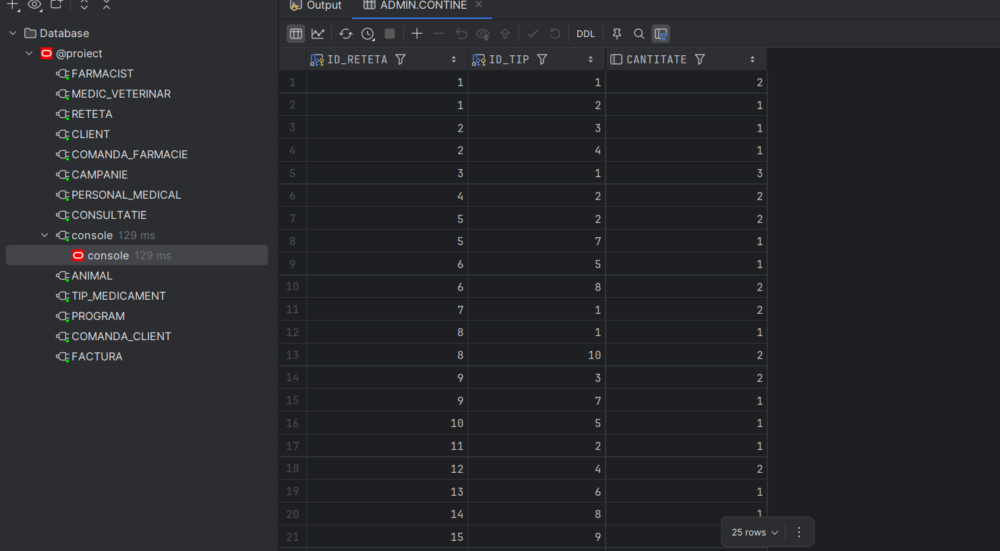 Output ADMIN.CONTINE
Database
@proiect
FARMACIST
MEDIC_VETERINAR
RETETA
CLIENT
COMANDA_FARMACIE
CAMPANIE
PERSONAL_MEDICAL
CONSULTATIE
console 129 ms
console 129 ms
ANIMAL
TIP_MEDICAMENT
PROGRAM
COMANDA_CLIENT
FACTURA
DDL
ID_RETETA ID_TIP CANTITATE
1 1 1 2
2 1 2 1
3 2 3 1
4 2 4 1
5 3 1 3
6 4 2 2
7 5 2 2
8 5 7 1
9 6 5 1
10 6 8 2
11 7 1 2
12 8 1 1
13 8 10 2
14 9 3 2
15 9 7 1
16 10 5 1
17 11 2 1
18 12 4 2
19 13 6 1
20 14 8 1
21 15 9
25 rows